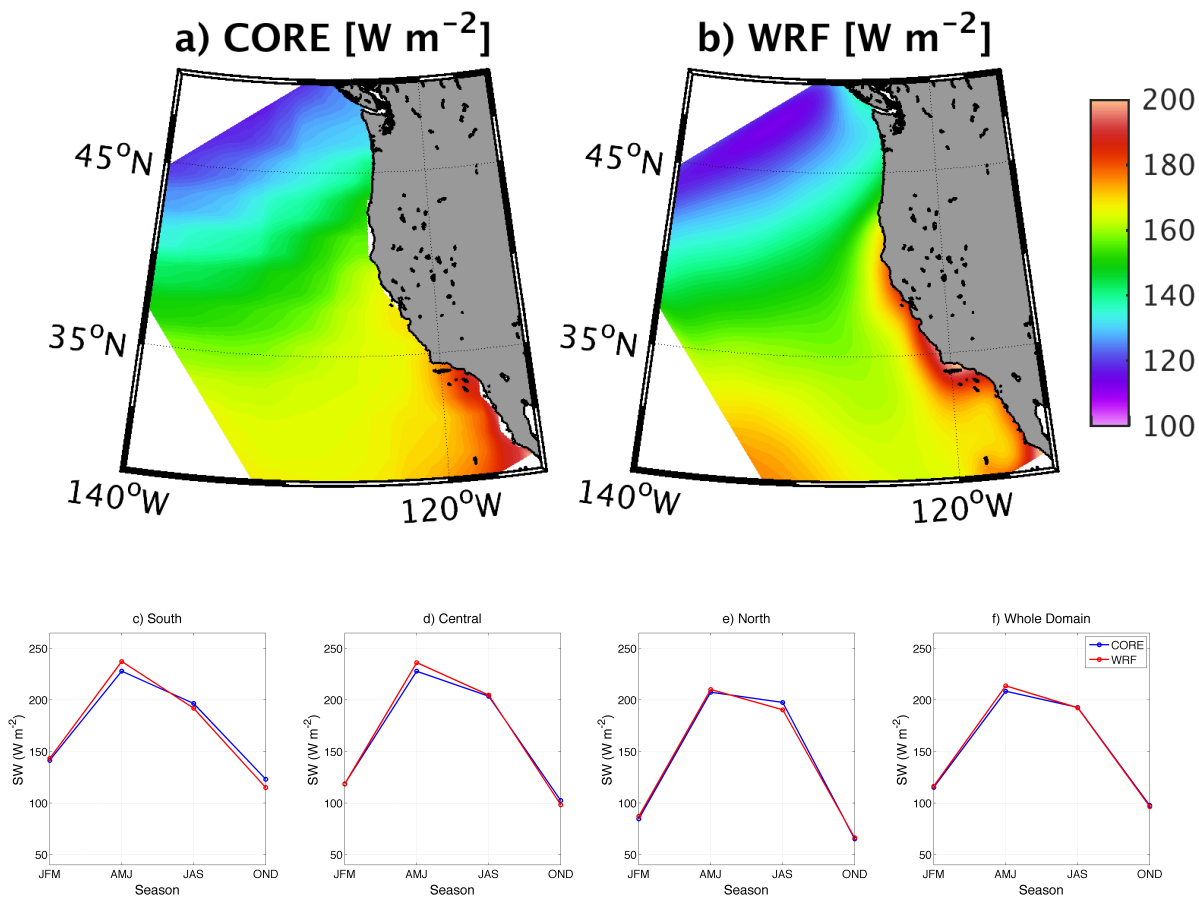 a) CORE [W m⁻²]
b) WRF [W m⁻²]
45°N
35°N
140°W
120°W
45°N
35°N
140°W
120°W
200
180
160
140
120
100
c) South
250
200
150
100
50
SW (W m⁻²)
JFM AMJ JAS OND
Season
d) Central
250
200
150
100
50
SW (W m⁻²)
JFM AMJ JAS OND
Season
e) North
250
200
150
100
50
SW (W m⁻²)
JFM AMJ JAS OND
Season
f) Whole Domain
CORE
WRF
250
200
150
100
50
SW (W m⁻²)
JFM AMJ JAS OND
Season